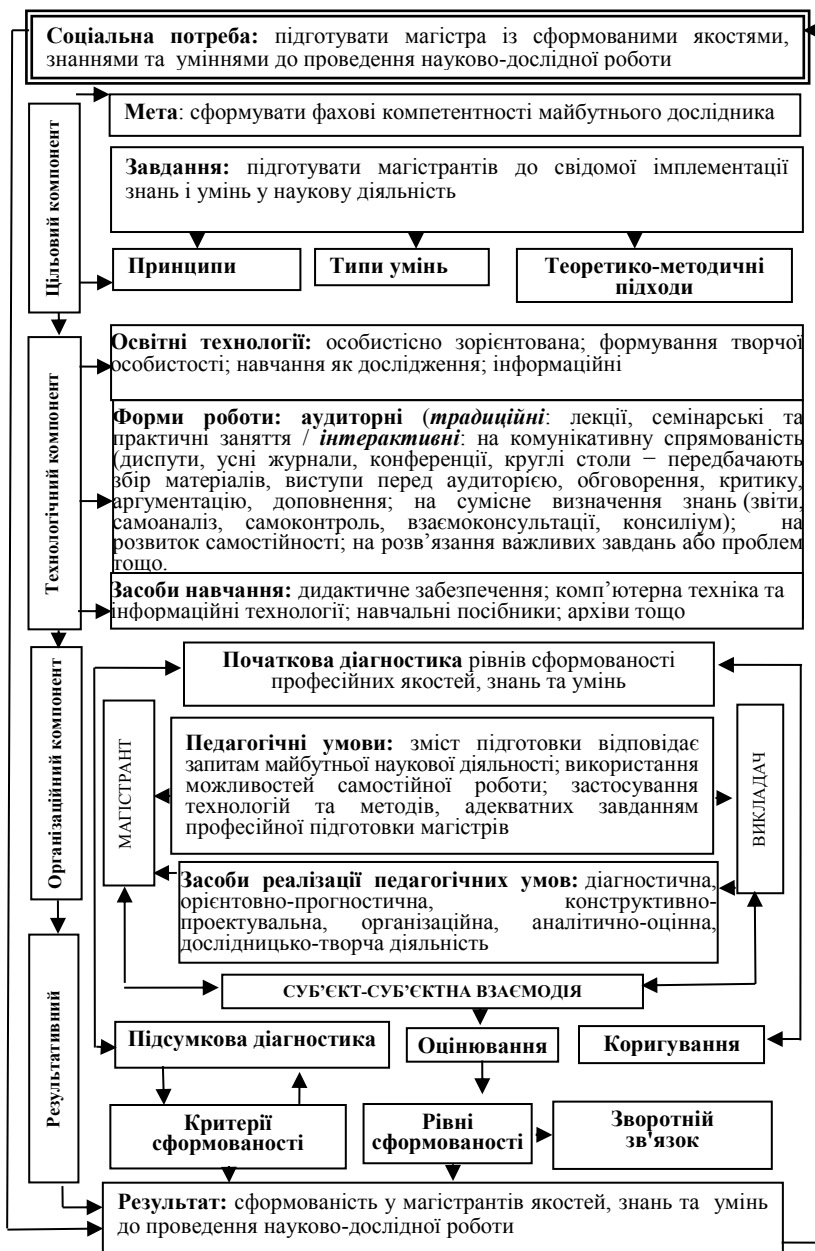 Соціальна потреба: підготувати магістра із сформованими якостями,
знаннями та уміннями до проведення науково-дослідної роботи
Цільовий компонент
Мета: сформувати фахові компетентності майбутнього дослідника
Завдання: підготувати магістрантів до свідомої імплементації
знань і умінь у наукову діяльність
Принципи
Типи умінь
Теоретико-методичні
підходи
Технологічний компонент
Освітні технології: особистісно зорієнтована; формування творчої
особистості; навчання як дослідження; інформаційні
Форми роботи: аудиторні (традиційні: лекції, семінарські та
практичні заняття / інтерактивні: на комунікативну спрямованість
(диспути, усні журнали, конференції, круглі столи − передбачають
збір матеріалів, виступи перед аудиторією, обговорення, критику,
аргументацію, доповнення; на сумісне визначення знань (звіти,
самоаналіз, самоконтроль, взаємоконсультації, консиліум); на
розвиток самостійності; на розв’язання важливих завдань або проблем
тощо.
Засоби навчання: дидактичне забезпечення; комп’ютерна техніка та
інформаційні технології; навчальні посібники; архіви тощо
Організаційний компонент
Початкова діагностика рівнів сформованості
професійних якостей, знань та умінь
МАГІСТРАНТ
Педагогічні умови: зміст підготовки відповідає
запитам майбутньої наукової діяльності; використання
можливостей самостійної роботи; застосування
технологій та методів, адекватних завданням
професійної підготовки магістрів
ВИКЛАДАЧ
Засоби реалізації педагогічних умов: діагностична,
орієнтовно-прогностична, конструктивно-
проектувальна, організаційна, аналітично-оцінна,
дослідницько-творча діяльність
СУБ’ЄКТ-СУБ’ЄКТНА ВЗАЄМОДІЯ
Результативний
Підсумкова діагностика
Оцінювання
Коригування
Критерії
сформованості
Рівні
сформованості
Зворотній
зв'язок
Результат: сформованість у магістрантів якостей, знань та умінь
до проведення науково-дослідної роботи